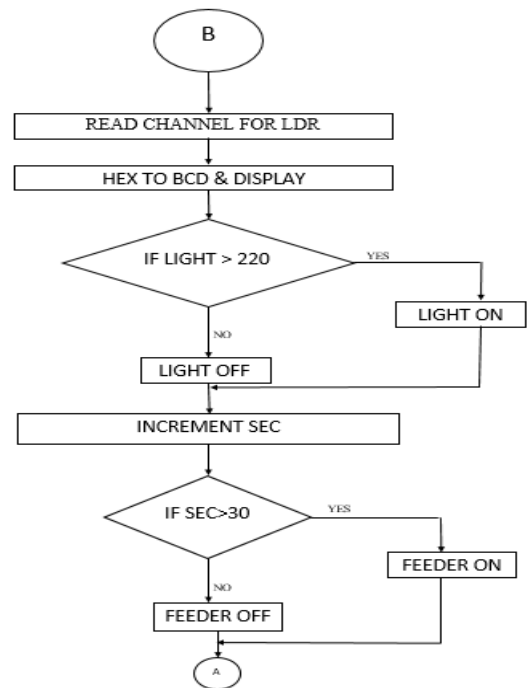 B
READ CHANNEL FOR LDR
HEX TO BCD & DISPLAY
IF LIGHT > 220
YES
LIGHT ON
NO
LIGHT OFF
INCREMENT SEC
IF SEC>30
YES
FEEDER ON
NO
FEEDER OFF
A